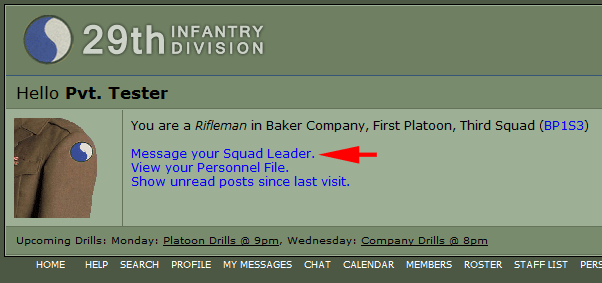 29th INFANTRY
DIVISION
Hello Pvt. Tester
You are a Rifleman in Baker Company, First Platoon, Third Squad (BP1S3)
Message your Squad Leader.
View your Personnel File.
Show unread posts since last visit.
Upcoming Drills: Monday: Platoon Drills @ 9pm, Wednesday: Company Drills @ 8pm
HOME HELP SEARCH PROFILE MY MESSAGES CHAT CALENDAR MEMBERS ROSTER STAFF LIST PERS